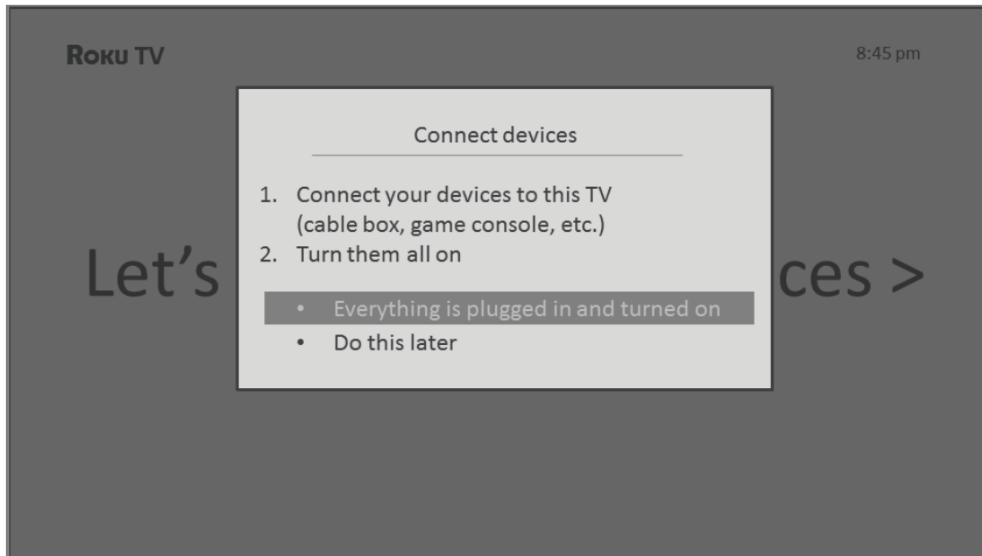 Roku TV
8:45 pm
Connect devices
1. Connect your devices to this TV
(cable box, game console, etc.)
2. Turn them all on
Let's
ces >
• Everything is plugged in and turned on
• Do this later